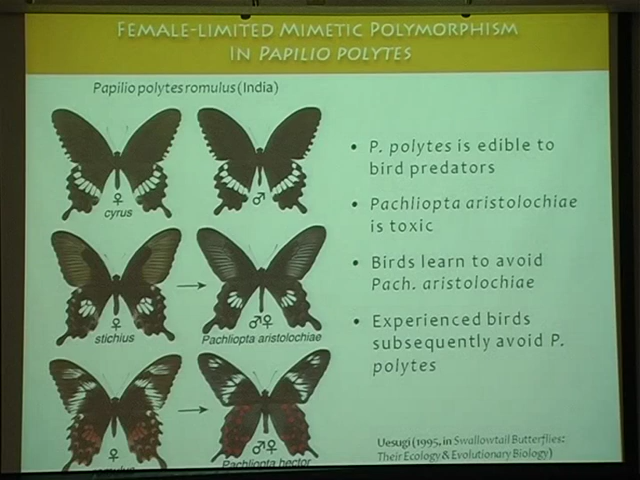 FEMALE-LIMITED MIMETIC POLYMORPHISM
IN PAPILIO POLYTES
Papilio polytes romulus (India)
♀ ♂
cyrus
♀ ♂♀
stichius Pachliopta aristolochiae
♀ ♂♀
Pachliopta hector
• P. polytes is edible to
bird predators
• Pachliopta aristolochiae
is toxic
• Birds learn to avoid
Pach. aristolochiae
• Experienced birds
subsequently avoid P.
polytes
Uesugi (1995, in Swallowtail Butterflies:
Their Ecology & Evolutionary Biology)